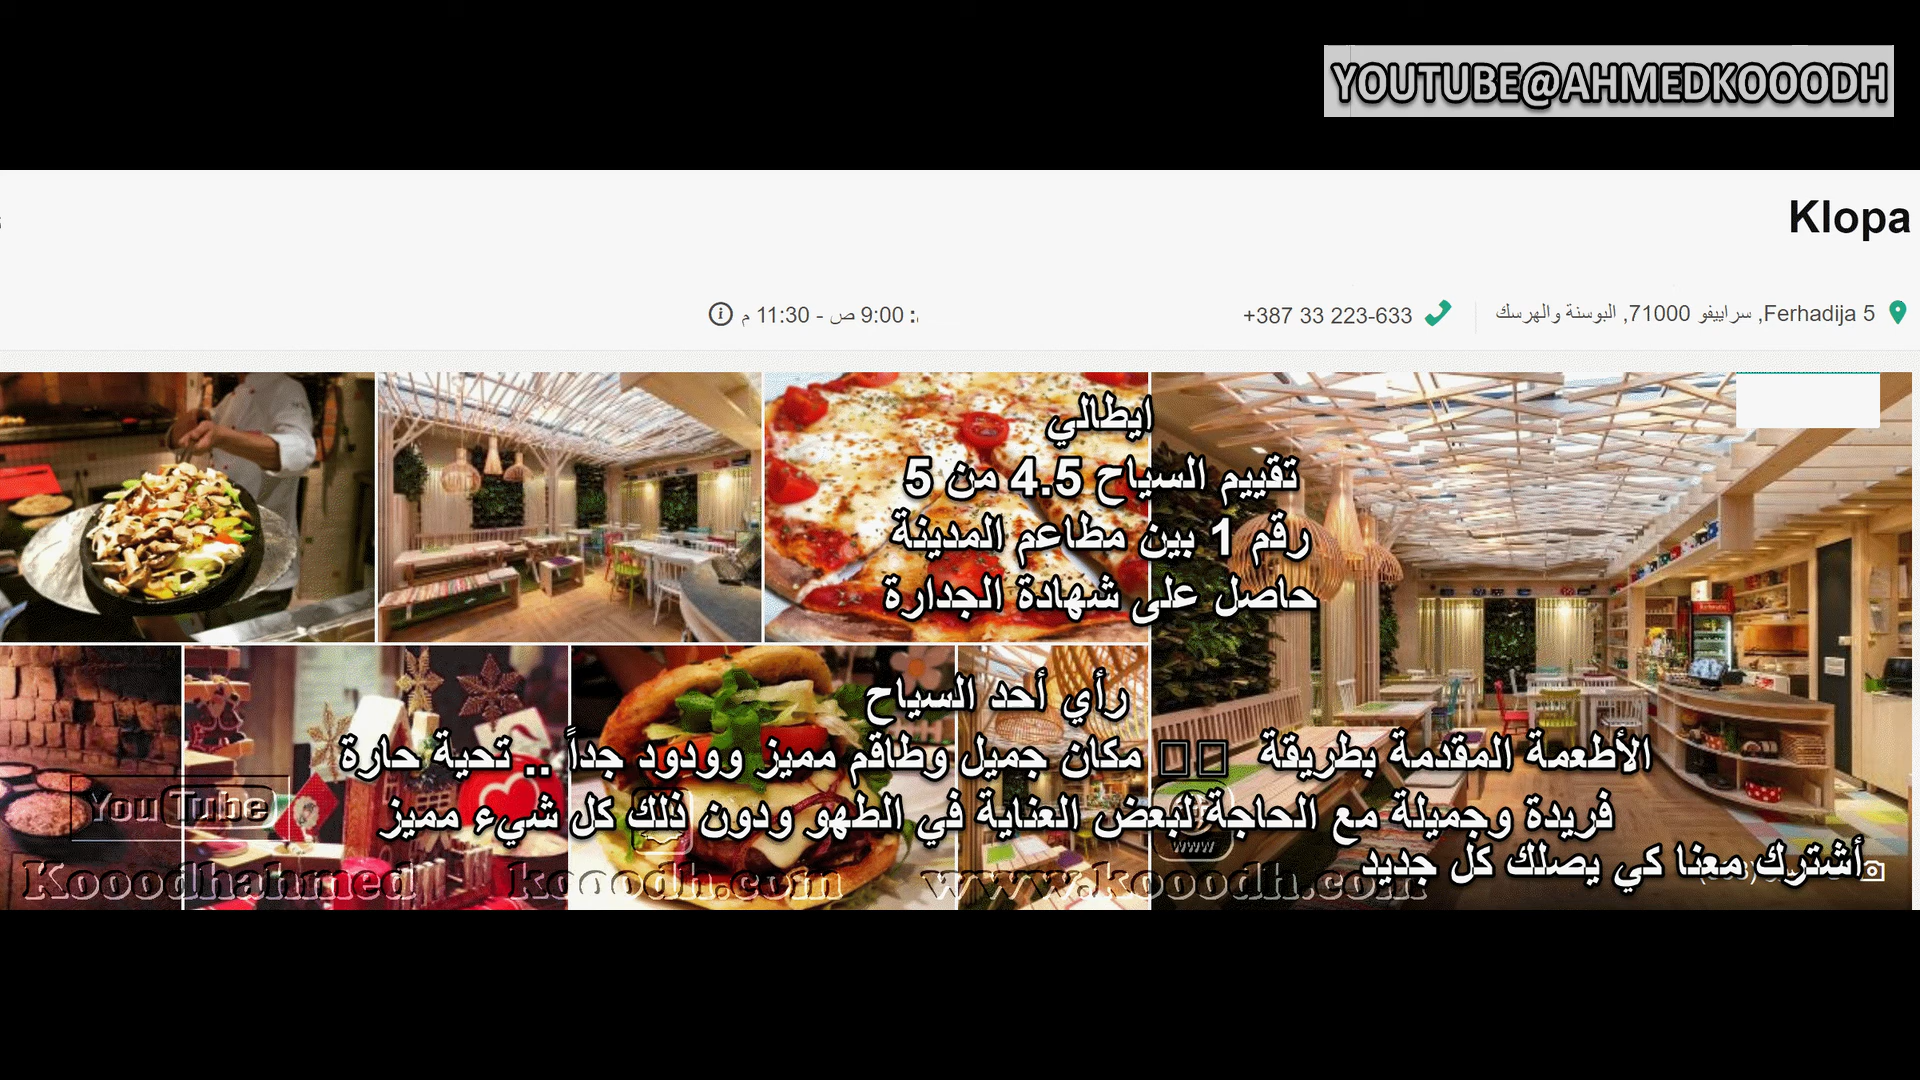 YOUTUBE@AHMEDKOOODH
Klopa
Ferhadija 5, سراييفو 71000, البوسنة والهرسك
+387 33 223-633
: 9:00 ص - 11:30 م
ايطالي
تقييم السياح 4.5 من 5
رقم 1 بين مطاعم المدينة
حاصل على شهادة الجدارة
رأي أحد السياح
الأطعمة المقدمة بطريقة مكان جميل وطاقم مميز وودود جداً .. تحية حارة
فريدة وجميلة مع الحاجة لبعض العناية في الطهو ودون ذلك كل شيء مميز
أشترك معنا كي يصلك كل جديد
YouTube
www
Kooodhahmed
kooodh.com
www.kooodh.com